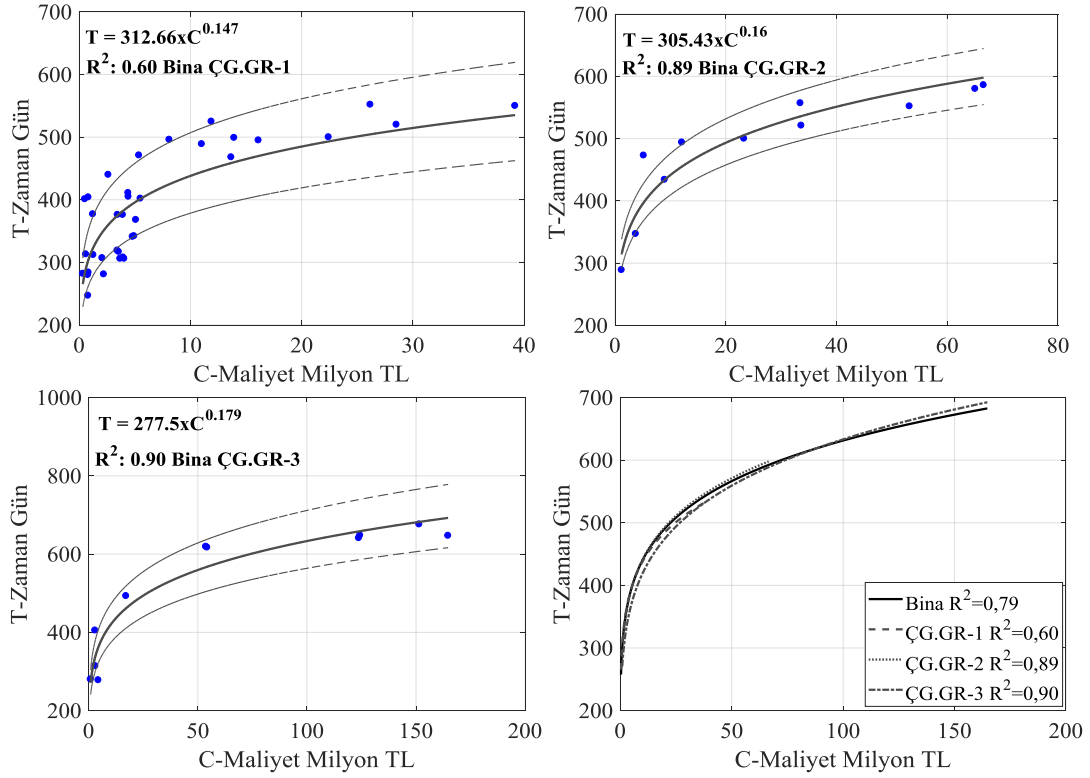 T = 312.66xC^0.147
R^2: 0.60 Bina ÇG.GR-1
700
600
500
400
300
200
0
10
20
30
40
T-Zaman Gün
C-Maliyet Milyon TL
T = 305.43xC^0.16
R^2: 0.89 Bina ÇG.GR-2
700
600
500
400
300
200
0
20
40
60
80
T-Zaman Gün
C-Maliyet Milyon TL
T = 277.5xC^0.179
R^2: 0.90 Bina ÇG.GR-3
1000
800
600
400
200
0
50
100
150
200
T-Zaman Gün
C-Maliyet Milyon TL
700
600
500
400
300
200
0
50
100
150
200
T-Zaman Gün
C-Maliyet Milyon TL
Bina R^2=0,79
ÇG.GR-1 R^2=0,60
ÇG.GR-2 R^2=0,89
ÇG.GR-3 R^2=0,90